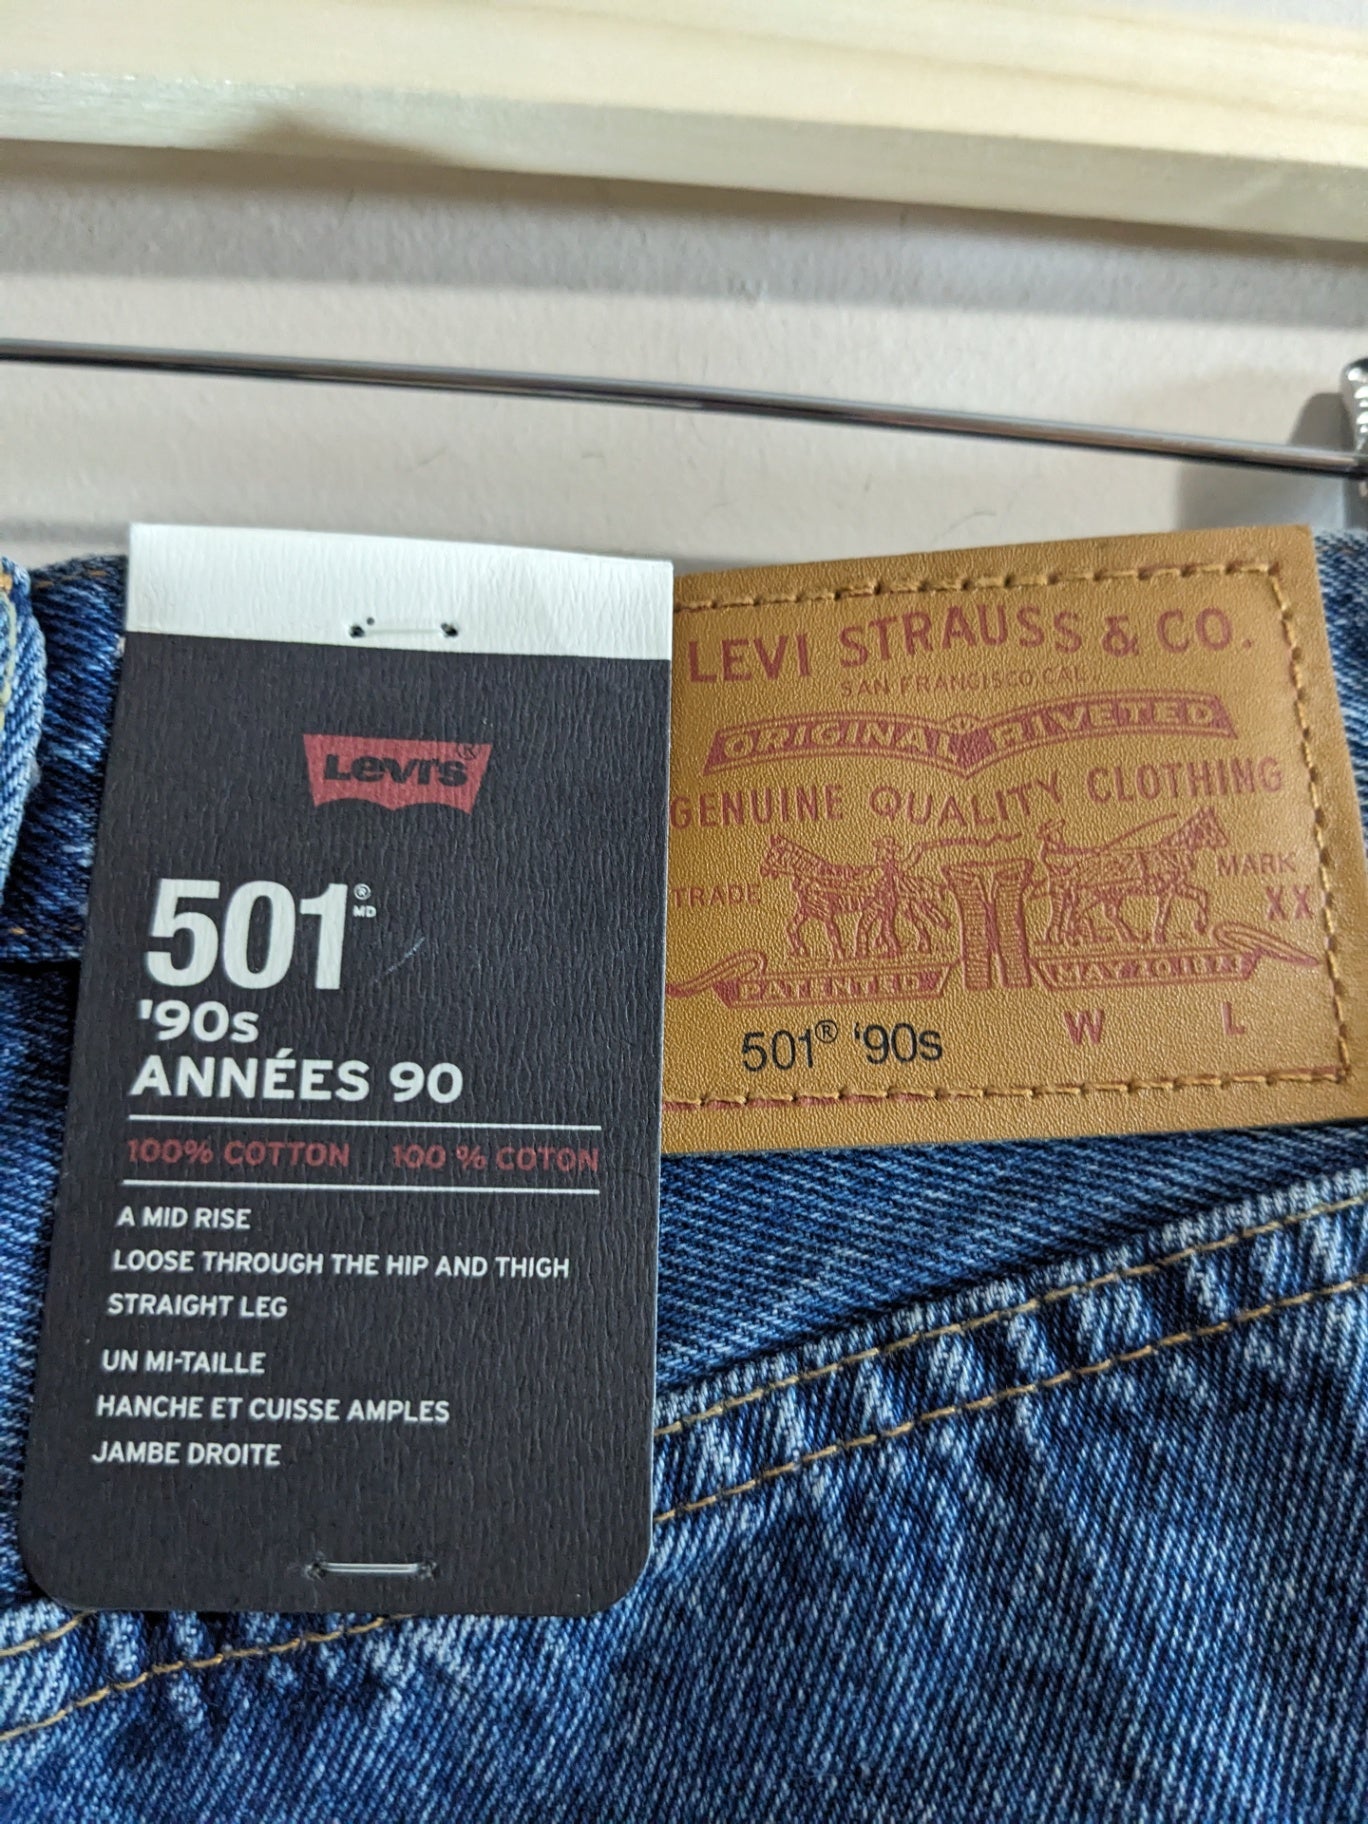 Levi's®
501® MD
'90s
ANNÉES 90
100% COTTON 100 % COTON
A MID RISE
LOOSE THROUGH THE HIP AND THIGH
STRAIGHT LEG
UN MI-TAILLE
HANCHE ET CUISSE AMPLES
JAMBE DROITE
LEVI STRAUSS & CO.
SAN FRANCISCO, CAL.
ORIGINAL RIVETED
GENUINE QUALITY CLOTHING
TRADE MARK
XX
PATENTED MAY 20 1873
501® '90s W L